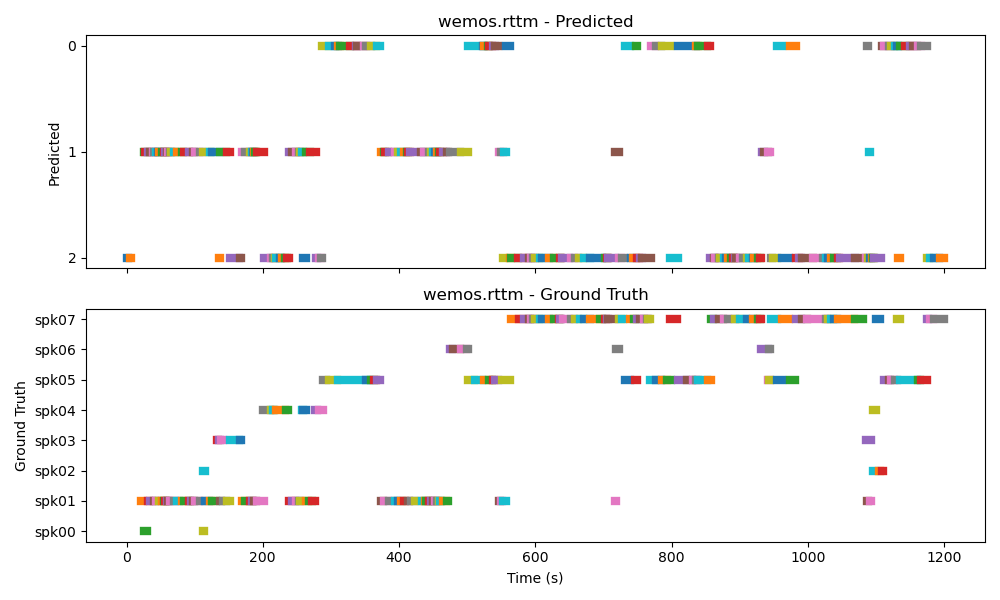 wemos.rttm - Predicted
0
1
2
Predicted
wemos.rttm - Ground Truth
spk07
spk06
spk05
spk04
spk03
spk02
spk01
spk00
Ground Truth
0 200 400 600 800 1000 1200
Time (s)